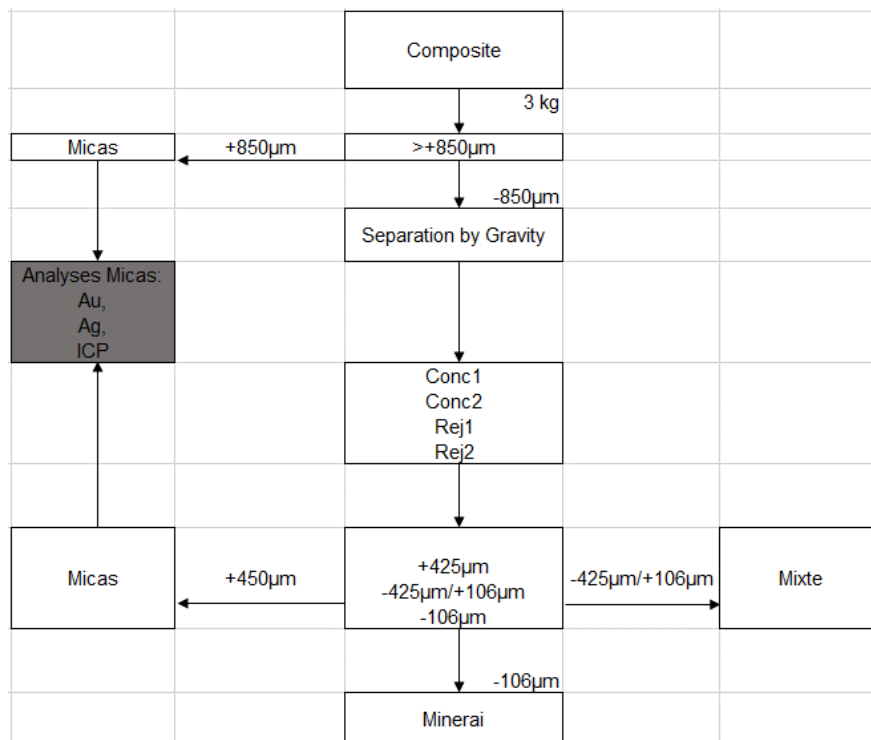 Composite
3 kg
Micas
+850µm
>+850µm
-850µm
Separation by Gravity
Analyses Micas:
Au,
Ag,
ICP
Conc1
Conc2
Rej1
Rej2
Micas
+450µm
+425µm
-425µm/+106µm
-106µm
-425µm/+106µm
Mixte
-106µm
Minerai